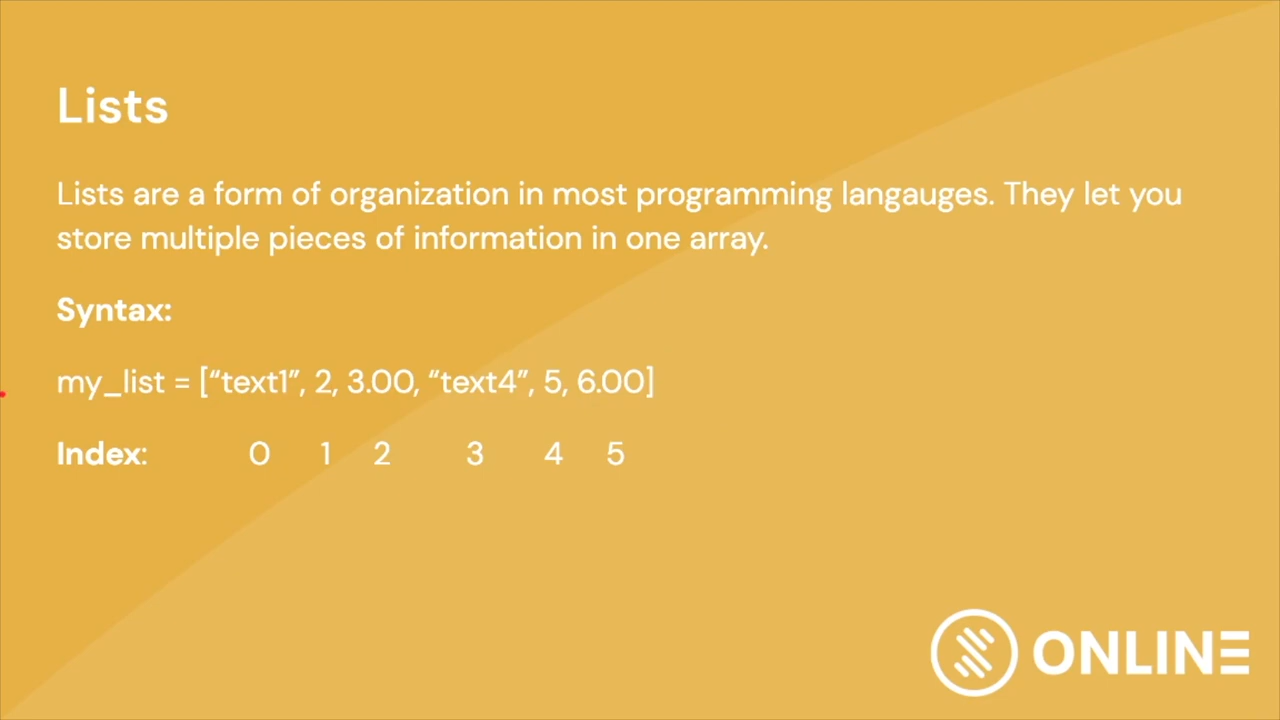 Lists
Lists are a form of organization in most programming langauges. They let you
store multiple pieces of information in one array.
Syntax:
my_list = [“text1”, 2, 3.00, “text4”, 5, 6.00]
Index: 0 1 2 3 4 5
ONLINE